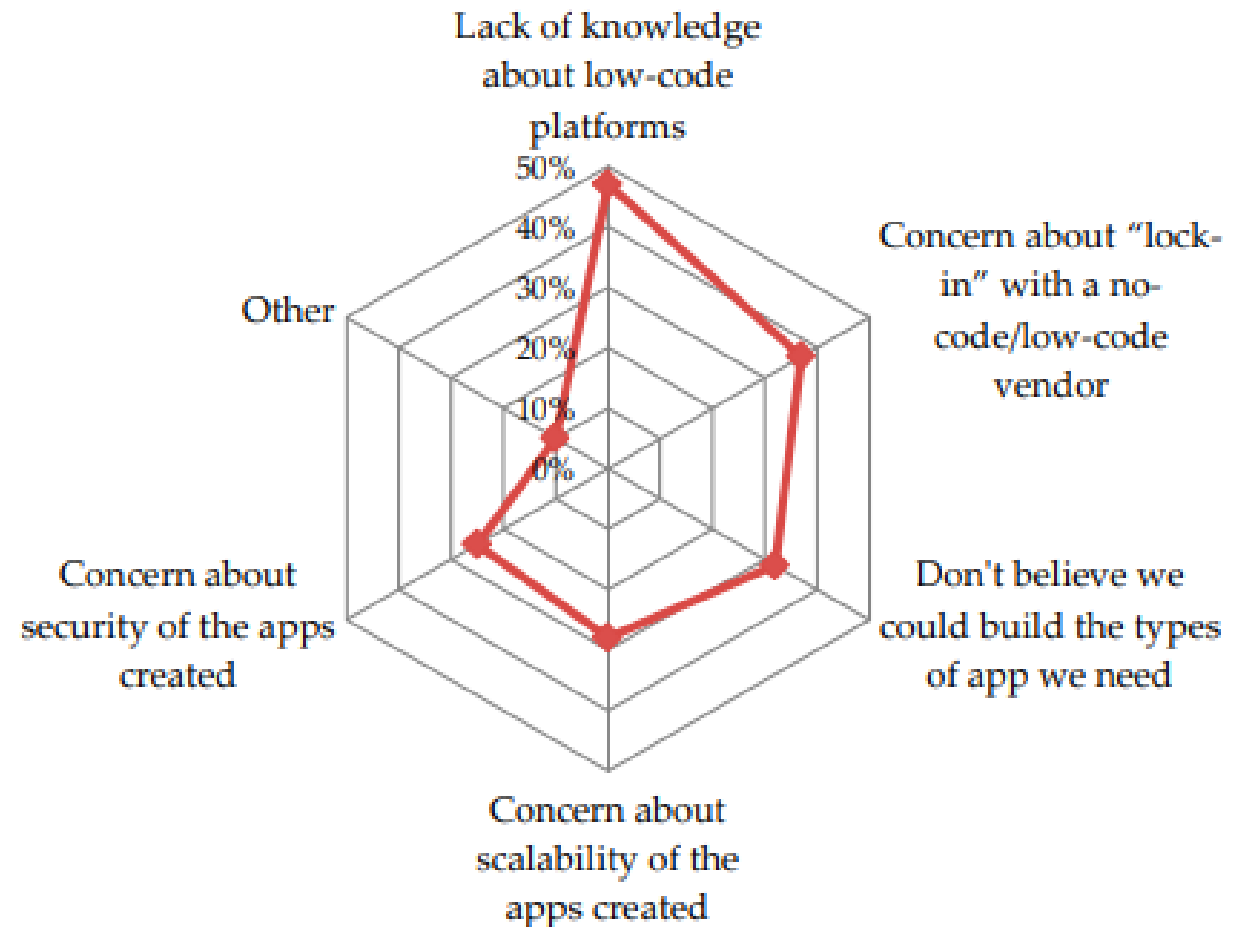 Lack of knowledge
about low-code
platforms
50%
40%
30%
20%
10%
0%
Concern about “lock-
in” with a no-
code/low-code
vendor
Don't believe we
could build the types
of app we need
Concern about
scalability of the
apps created
Concern about
security of the apps
created
Other